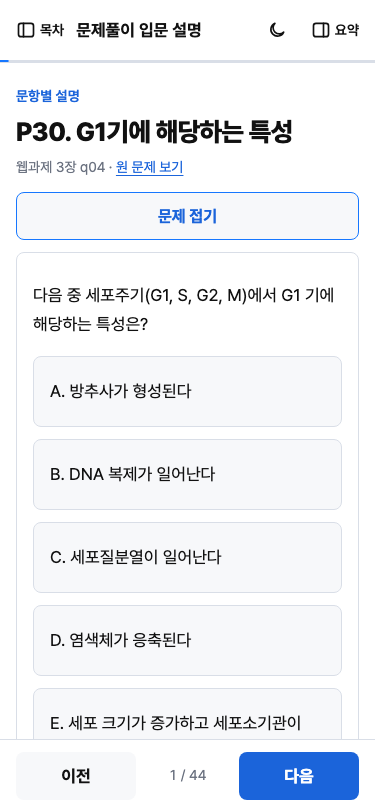 목차 문제풀이 입문 설명 요약
문항별 설명
P30. G1기에 해당하는 특성
웹과제 3장 q04 · 원 문제 보기
문제 접기
다음 중 세포주기(G1, S, G2, M)에서 G1 기에
해당하는 특성은?
A. 방추사가 형성된다
B. DNA 복제가 일어난다
C. 세포질분열이 일어난다
D. 염색체가 응축된다
E. 세포 크기가 증가하고 세포소기관이
이전 1 / 44 다음